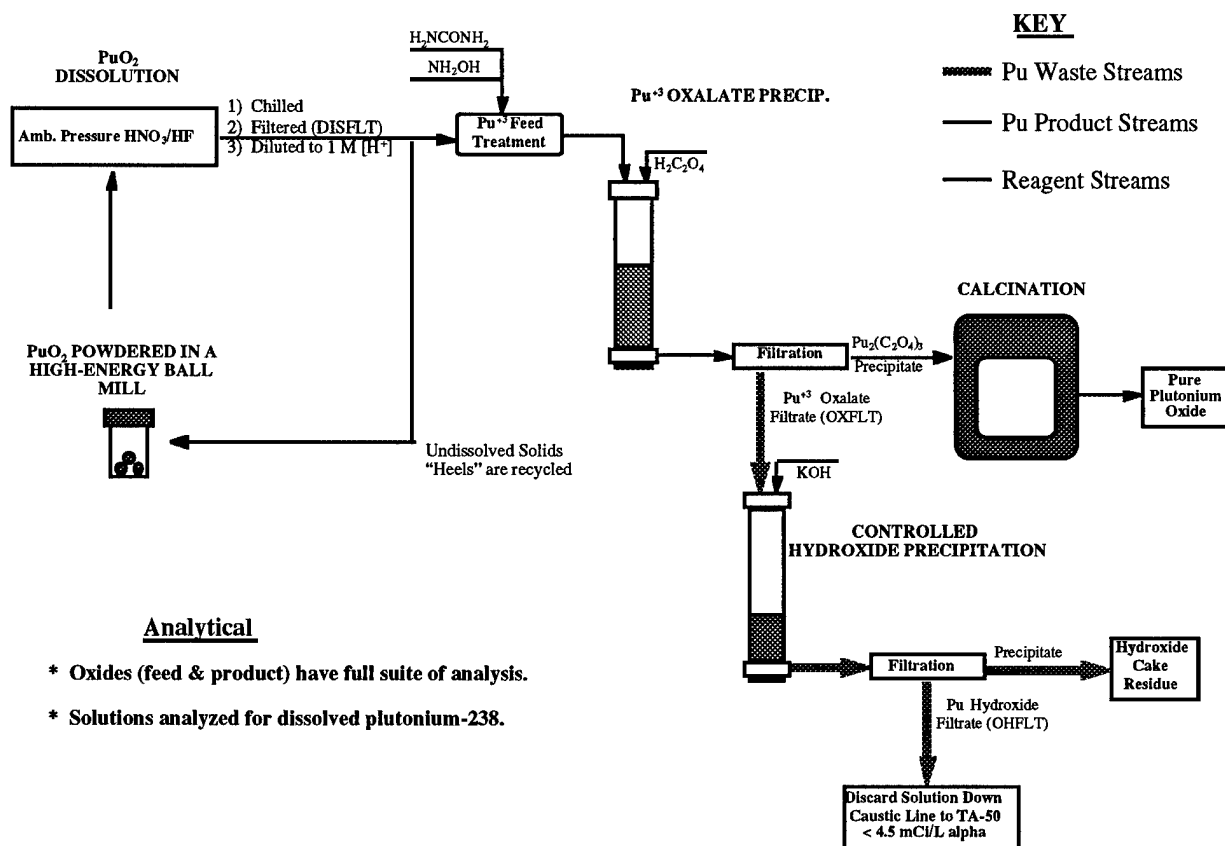 KEY
Pu Waste Streams
Pu Product Streams
Reagent Streams
H₂NCONH₂
NH₂OH
PuO₂
DISSOLUTION
Amb. Pressure HNO₃/HF
1) Chilled
2) Filtered (DISFLT)
3) Diluted to 1 M [H⁺]
Pu⁺³ Feed
Treatment
Pu⁺³ OXALATE PRECIP.
H₂C₂O₄
CALCINATION
Filtration
Pu₂(C₂O₄)₃
Precipitate
Pure
Plutonium
Oxide
PuO₂ POWDERED IN A
HIGH-ENERGY BALL
MILL
Undissolved Solids
“Heels” are recycled
Pu⁺³ Oxalate
Filtrate (OXFLT)
KOH
CONTROLLED
HYDROXIDE PRECIPITATION
Filtration
Precipitate
Hydroxide
Cake
Residue
Pu Hydroxide
Filtrate (OHFLT)
Discard Solution Down
Caustic Line to TA-50
< 4.5 mCi/L alpha
Analytical
* Oxides (feed & product) have full suite of analysis.
* Solutions analyzed for dissolved plutonium-238.